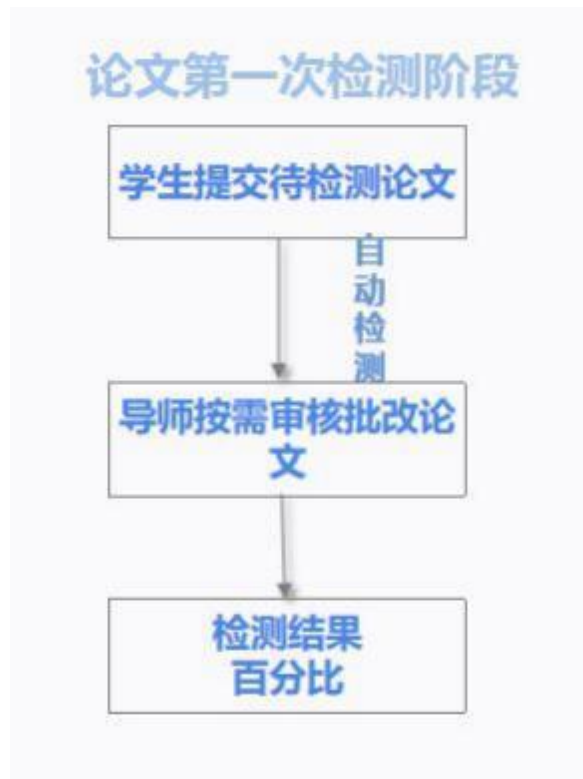 论文第一次检测阶段
学生提交待检测论文
自动检测
导师按需审核批改论
文
检测结果
百分比